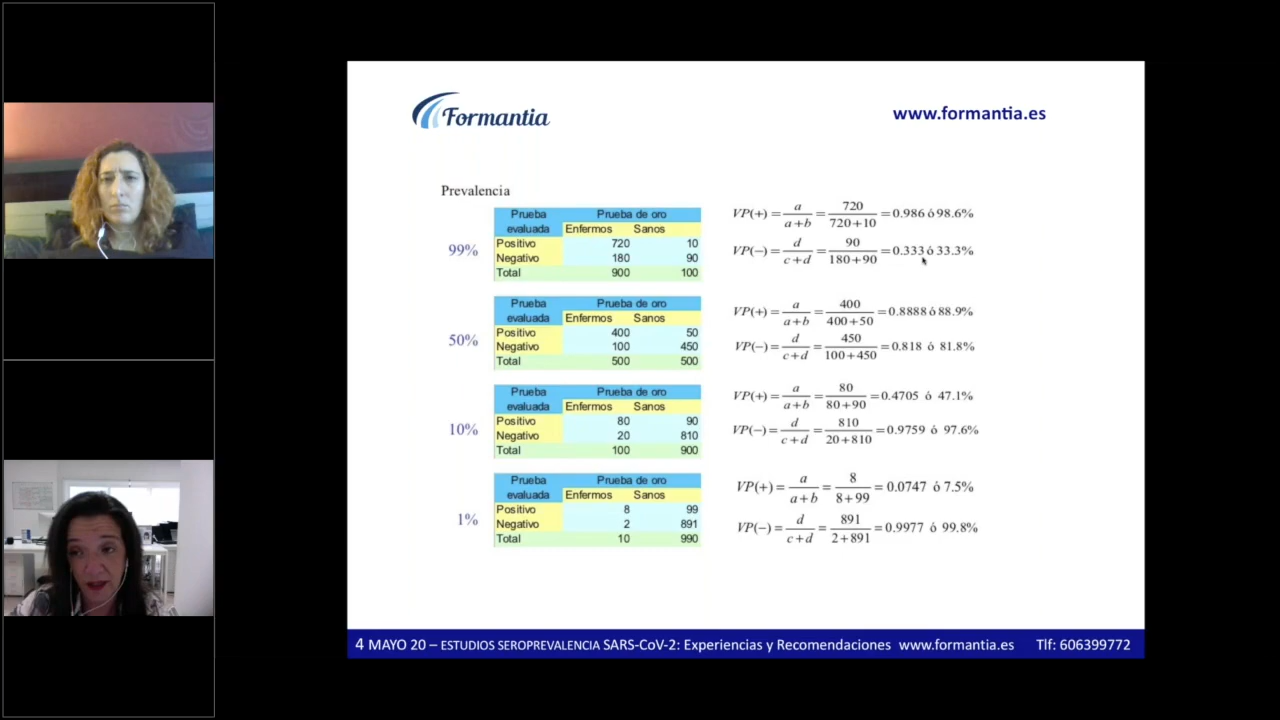 Formantia
www.formantia.es
Prevalencia
99%
Prueba evaluada Prueba de oro
Enfermos Sanos
Positivo 720 10
Negativo 180 90
Total 900 100
VP(+) = a/(a+b) = 720/(720+10) = 0.986 ó 98.6%
VP(−) = d/(c+d) = 90/(180+90) = 0.333 ó 33.3%
50%
Prueba evaluada Prueba de oro
Enfermos Sanos
Positivo 400 50
Negativo 100 450
Total 500 500
VP(+) = a/(a+b) = 400/(400+50) = 0.8888 ó 88.9%
VP(−) = d/(c+d) = 450/(100+450) = 0.818 ó 81.8%
10%
Prueba evaluada Prueba de oro
Enfermos Sanos
Positivo 80 90
Negativo 20 810
Total 100 900
VP(+) = a/(a+b) = 80/(80+90) = 0.4705 ó 47.1%
VP(−) = d/(c+d) = 810/(20+810) = 0.9759 ó 97.6%
1%
Prueba evaluada Prueba de oro
Enfermos Sanos
Positivo 8 99
Negativo 2 891
Total 10 990
VP(+) = a/(a+b) = 8/(8+99) = 0.0747 ó 7.5%
VP(−) = d/(c+d) = 891/(2+891) = 0.9977 ó 99.8%
4 MAYO 20 – ESTUDIOS SEROPREVALENCIA SARS-CoV-2: Experiencias y Recomendaciones www.formantia.es Tlf: 606399772